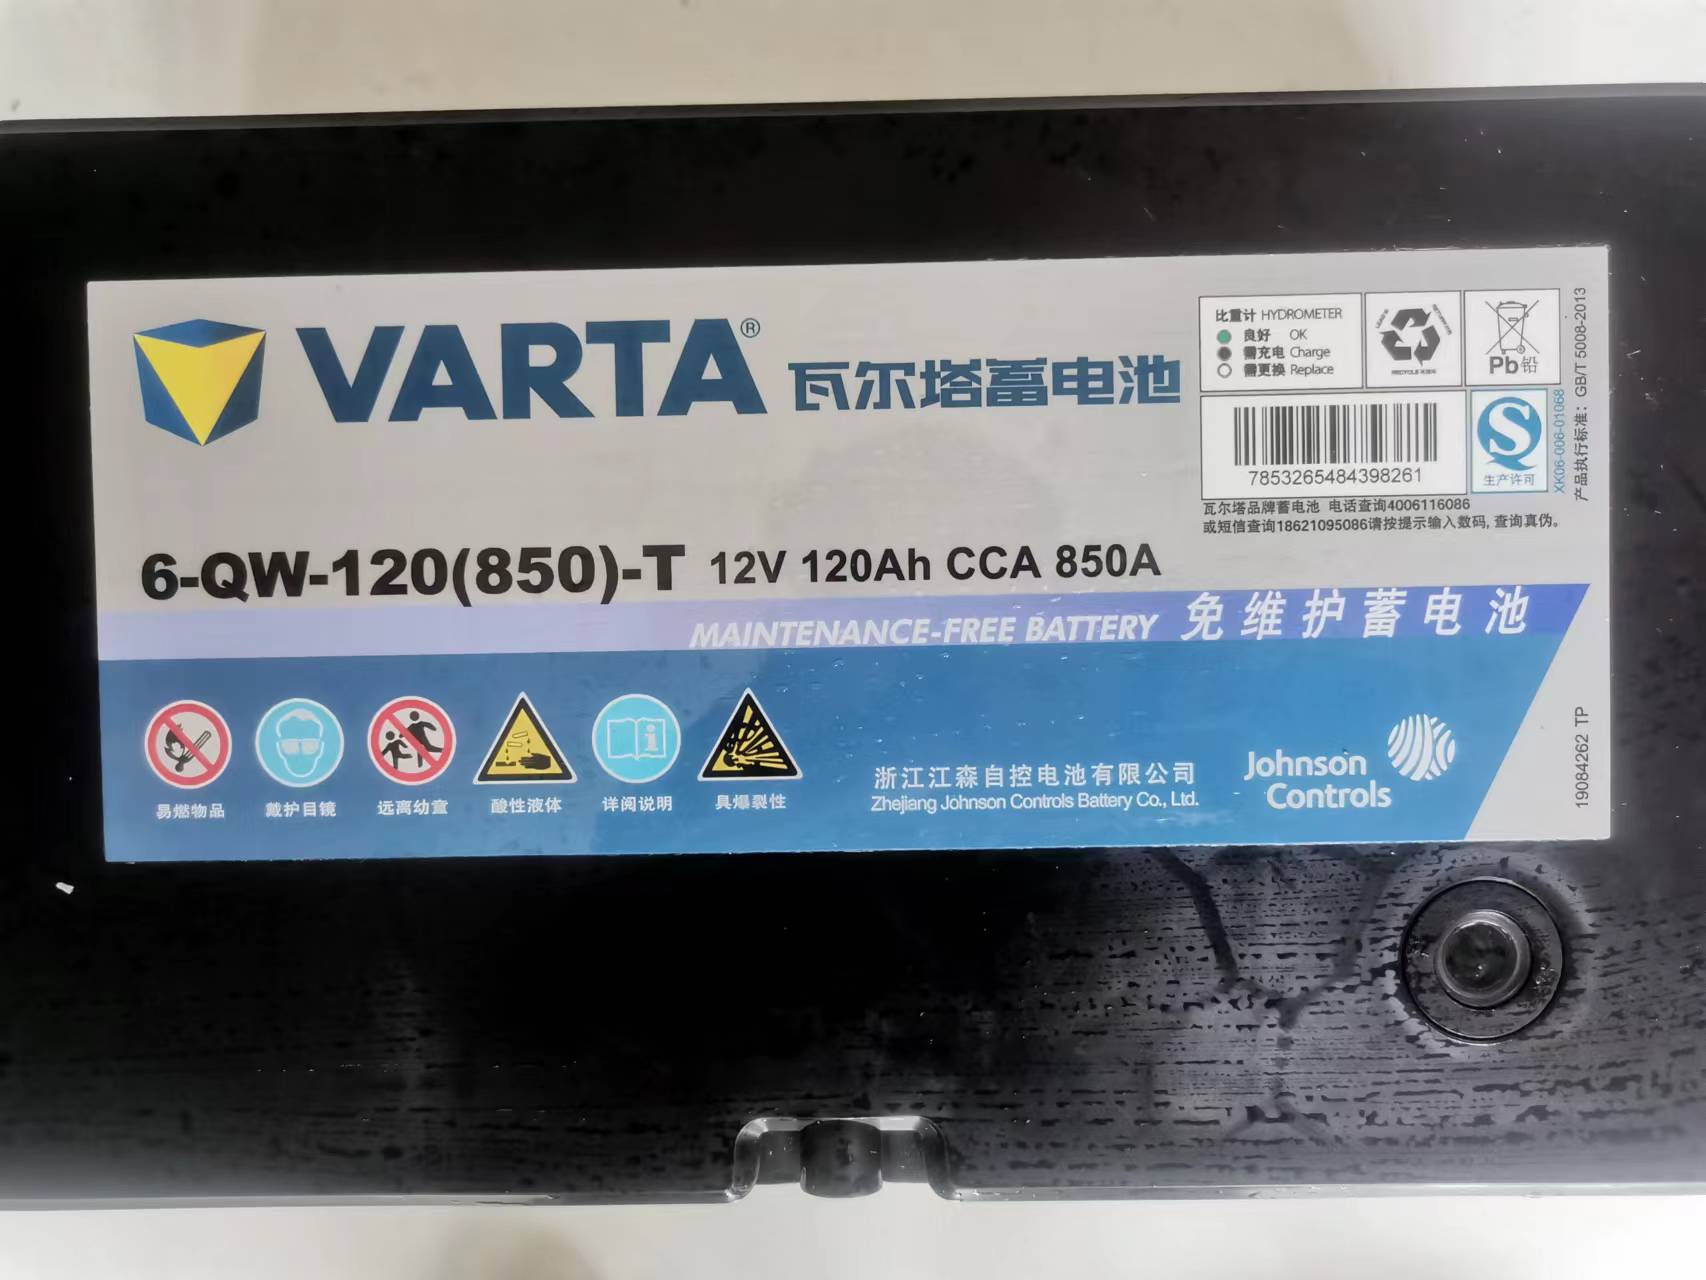 VARTA®
瓦尔塔蓄电池
比重计 HYDROMETER
良好 OK
需充电 Charge
需更换 Replace
Pb铅
7853265484398261
S
生产许可
XK06-006-01068
产品执行标准：GB/T 5008-2013
瓦尔塔品牌蓄电池 电话查询4006116086
或短信查询18621095086请按提示输入数码, 查询真伪。
6-QW-120(850)-T 12V 120Ah CCA 850A
MAINTENANCE-FREE BATTERY 免维护蓄电池
易燃物品
戴护目镜
远离幼童
酸性液体
详阅说明
具爆裂性
浙江江森自控电池有限公司
Zhejiang Johnson Controls Battery Co., Ltd.
Johnson
Controls
19084262 TP